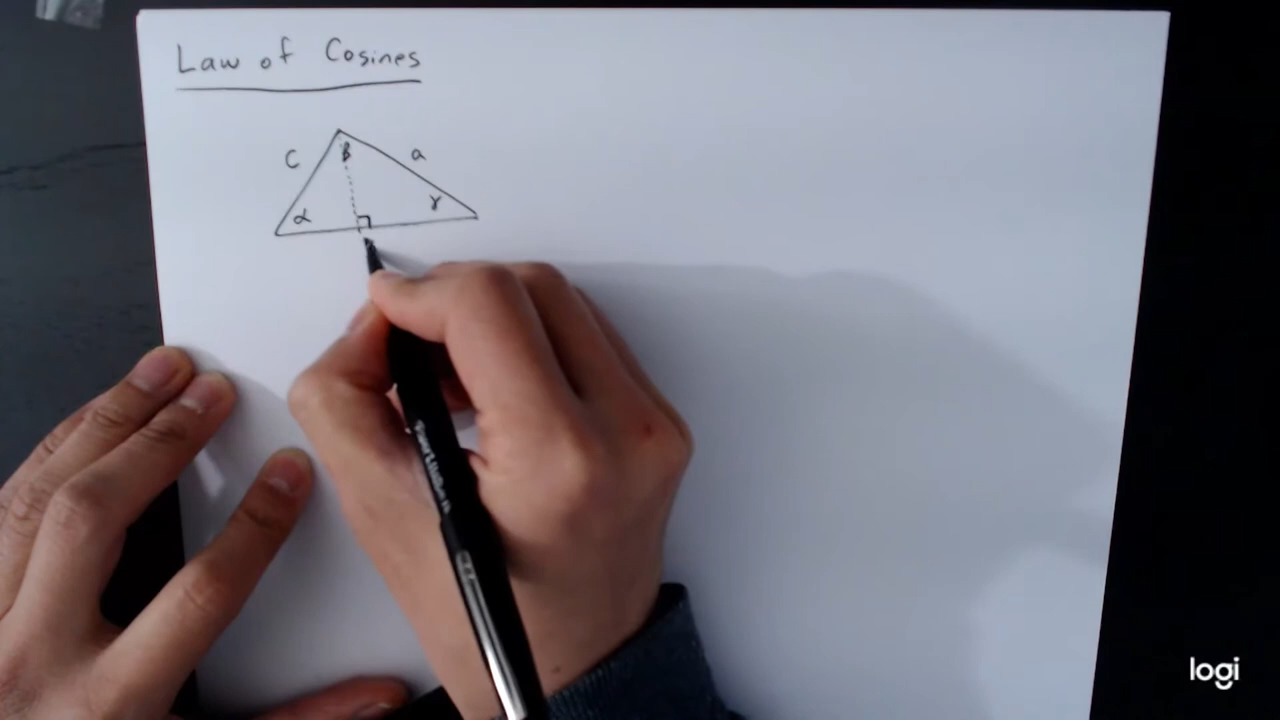 Law of Cosines
c β a
α γ
logi